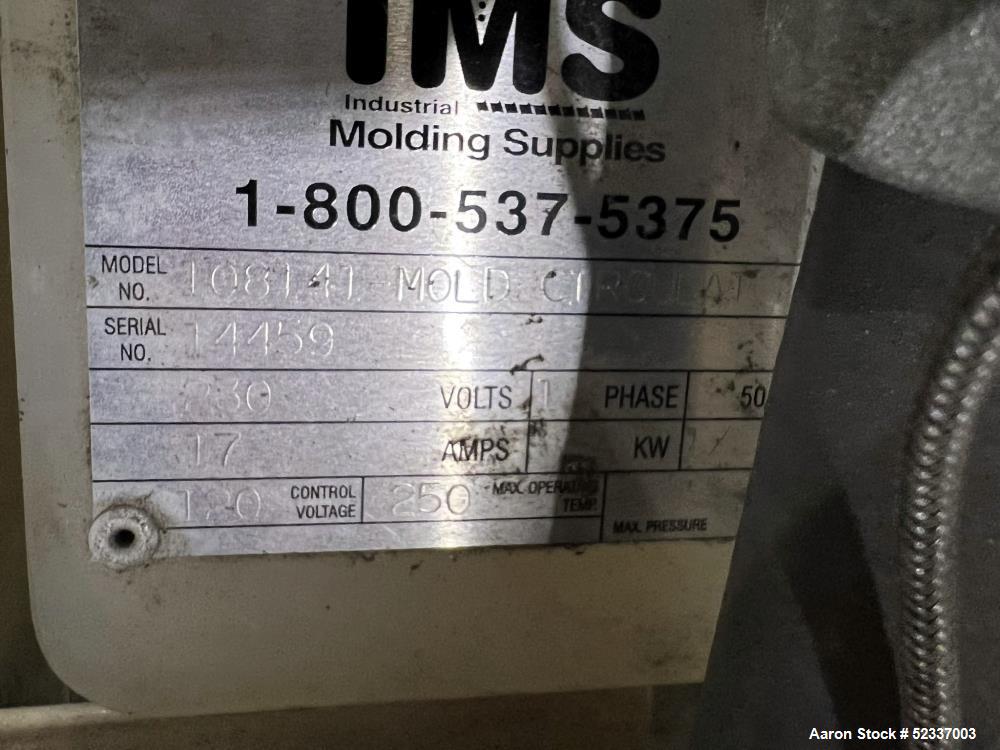 IMS
Industrial
Molding Supplies
1-800-537-5375
MODEL NO. 108141-MOLD CIRCULAT
SERIAL NO. 14459
230 VOLTS 1 PHASE 50
17 AMPS KW
120 CONTROL VOLTAGE 250 MAX. OPERATING TEMP.
MAX. PRESSURE
Aaron Stock # 52337003